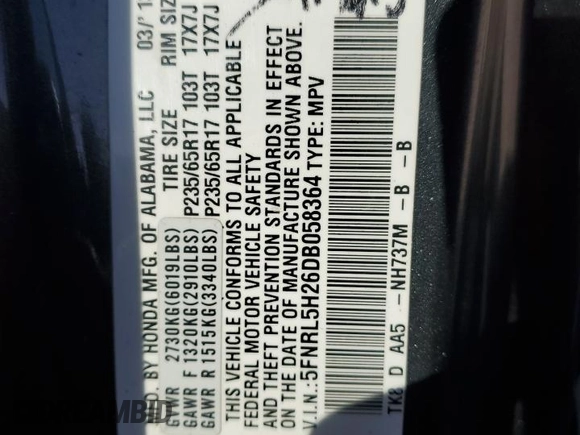 D. BY HONDA MFG. OF ALABAMA, LLC 03/'1
TIRE SIZE RIM SIZ
GVWR 2730KG(6019LBS)
GAWR F 1320KG(2910LBS) P235/65R17 103T 17X7J
GAWR R 1515KG(3340LBS) P235/65R17 103T 17X7J
THIS VEHICLE CONFORMS TO ALL APPLICABLE
FEDERAL MOTOR VEHICLE SAFETY
AND THEFT PREVENTION STANDARDS IN EFFECT
ON THE DATE OF MANUFACTURE SHOWN ABOVE.
V.I.N.:5FNRL5H26DB058364 TYPE: MPV
TK8 D AA5 -NH737M -B -B